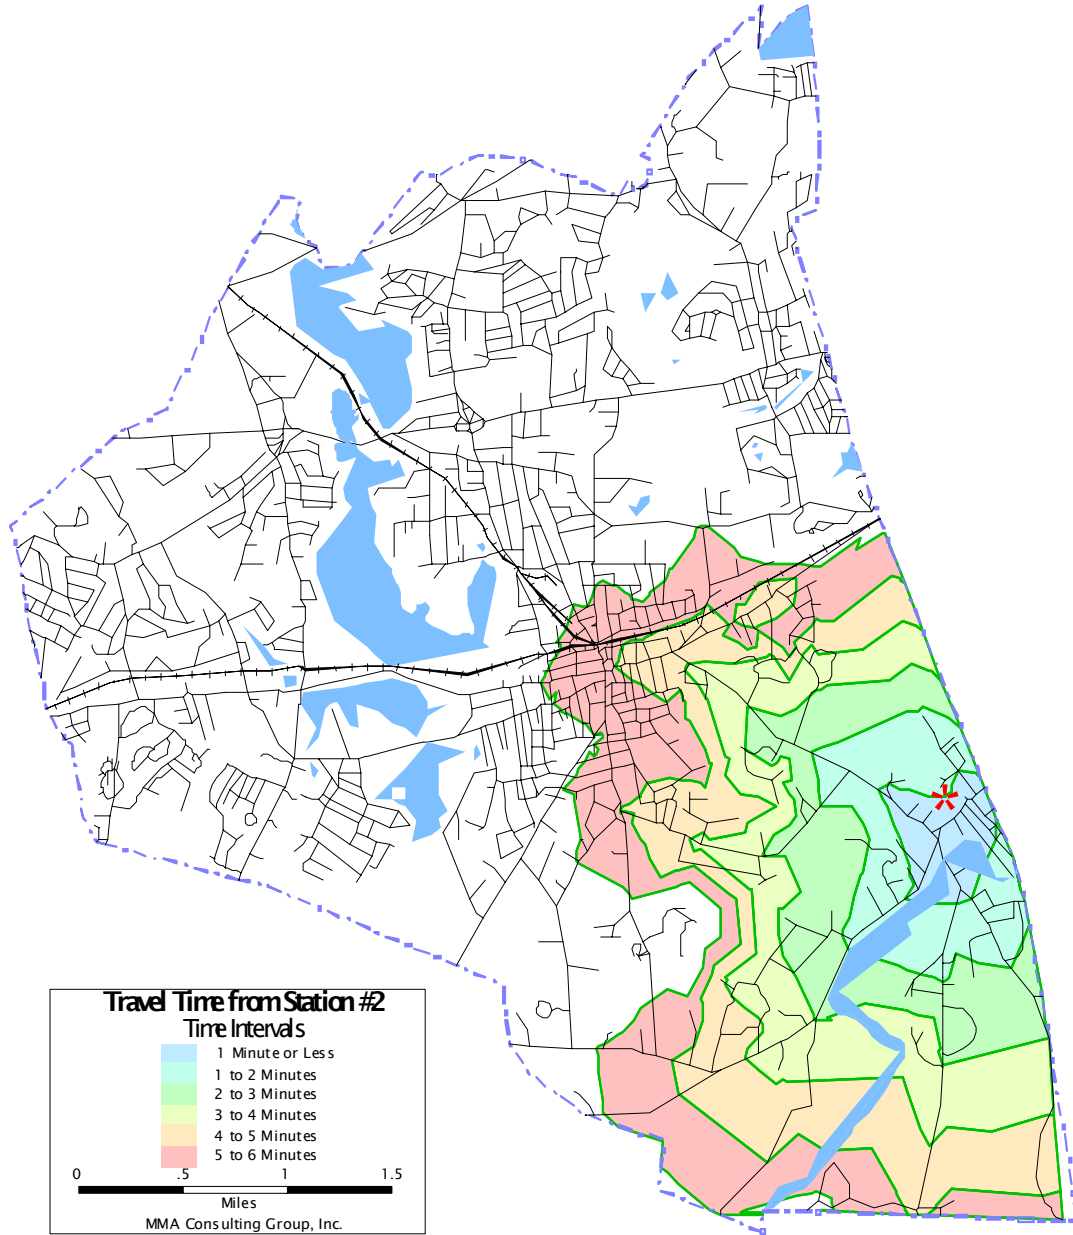 Travel Time from Station #2
Time Intervals
1 Minute or Less
1 to 2 Minutes
2 to 3 Minutes
3 to 4 Minutes
4 to 5 Minutes
5 to 6 Minutes
0 .5 1 1.5
Miles
MMA Consulting Group, Inc.